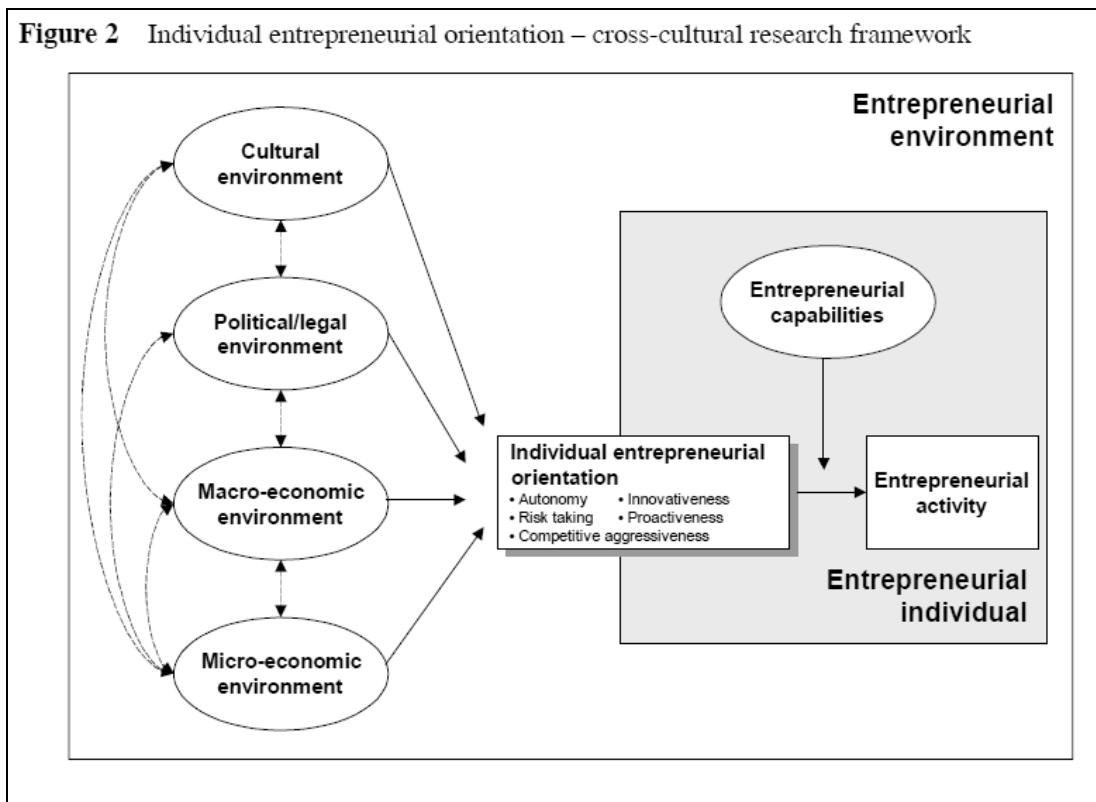 Figure 2 Individual entrepreneurial orientation – cross-cultural research framework
Entrepreneurial
environment
Cultural
environment
Political/legal
environment
Macro-economic
environment
Micro-economic
environment
Individual entrepreneurial
orientation
• Autonomy • Innovativeness
• Risk taking • Proactiveness
• Competitive aggressiveness
Entrepreneurial
capabilities
Entrepreneurial
activity
Entrepreneurial
individual